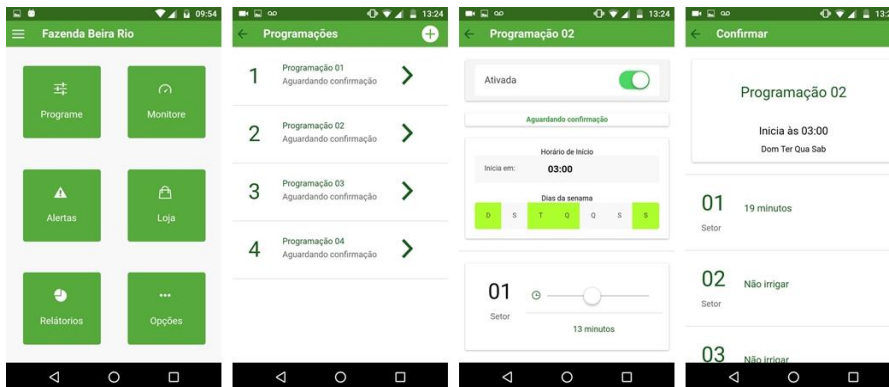 09:54
Fazenda Beira Rio
Programe
Monitore
Alertas
Loja
Relátorios
Opções
13:24
Programações
1
Programação 01
Aguardando confirmação
2
Programação 02
Aguardando confirmação
3
Programação 03
Aguardando confirmação
4
Programação 04
Aguardando confirmação
13:24
Programação 02
Ativada
Aguardando confirmação
Horário de Início
Inicia em: 03:00
Dias da senama
D S T Q Q S S
01
Setor
13 minutos
Confirmar
Programação 02
Inicia às 03:00
Dom Ter Qua Sab
01 19 minutos
Setor
02 Não irrigar
Setor
03 Não irrigar